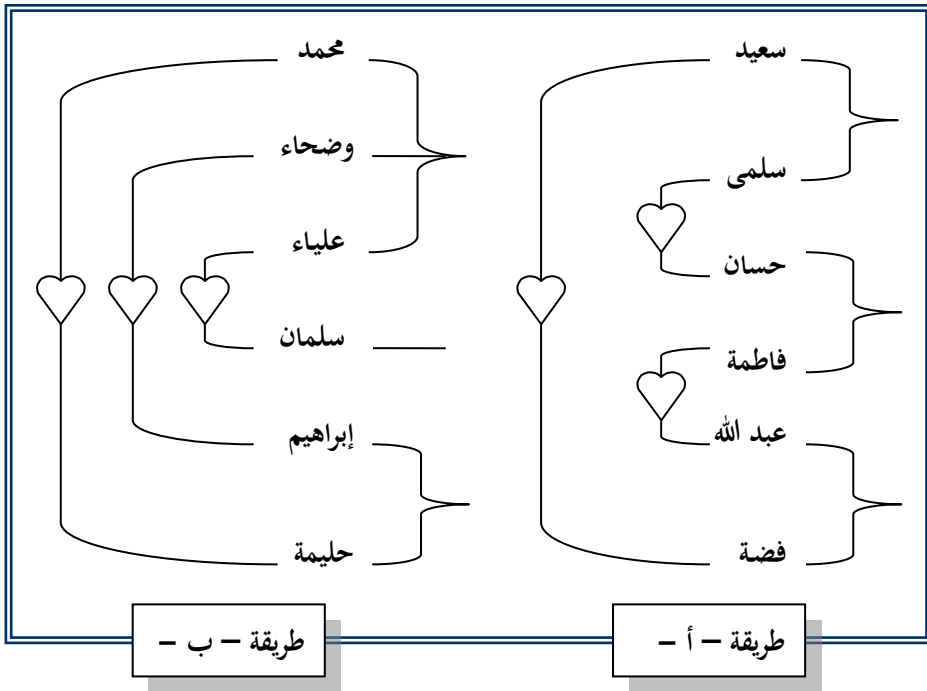 سعيد
سلمى
حسان
فاطمة
عبد الله
فضة
طريقة – أ –
محمد
وضحاء
علياء
سلمان
إبراهيم
حليمة
طريقة – ب –